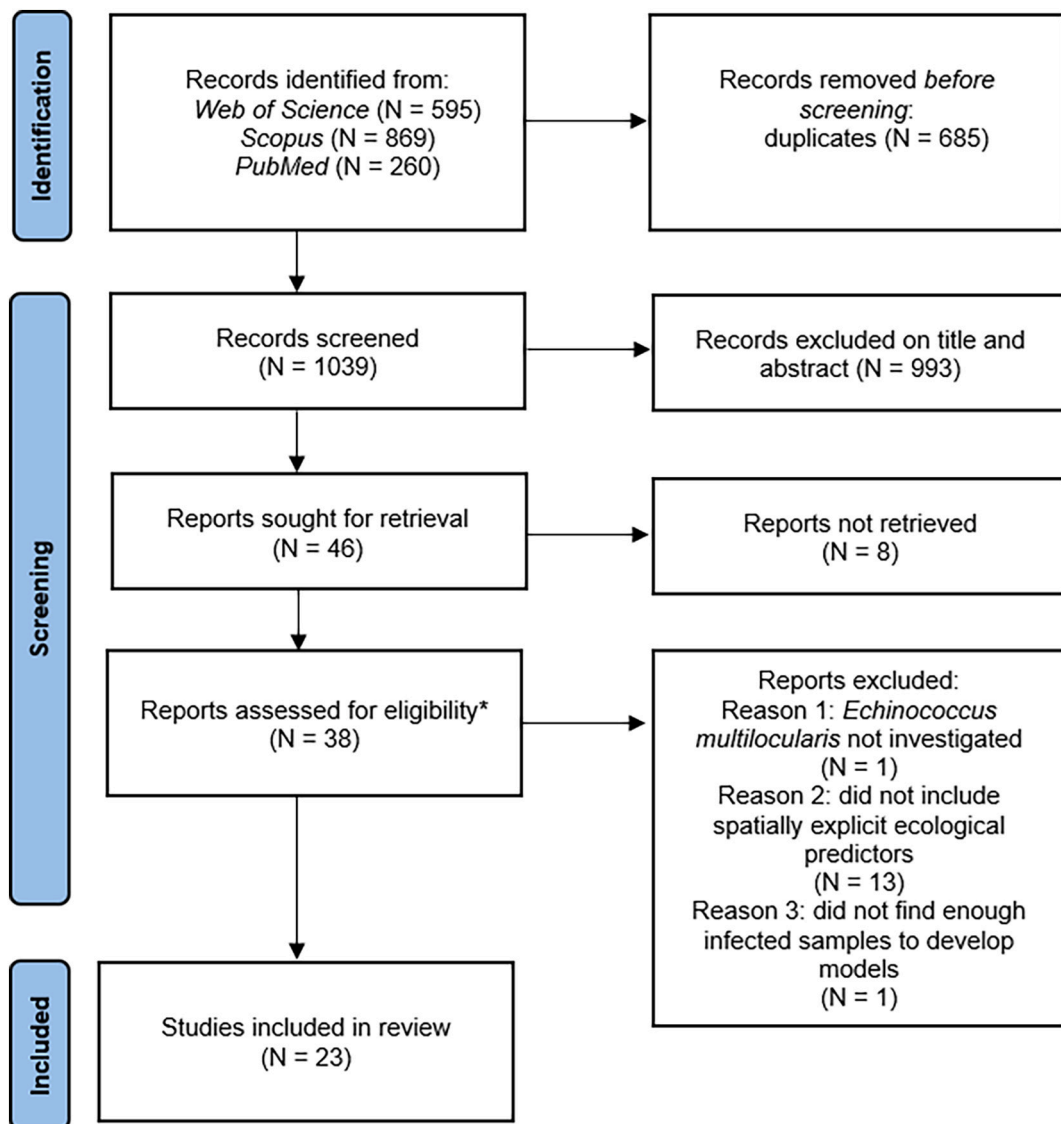 Identification
Records identified from:
Web of Science (N = 595)
Scopus (N = 869)
PubMed (N = 260)
Records removed before
screening:
duplicates (N = 685)
Screening
Records screened
(N = 1039)
Records excluded on title and
abstract (N = 993)
Reports sought for retrieval
(N = 46)
Reports not retrieved
(N = 8)
Reports assessed for eligibility*
(N = 38)
Reports excluded:
Reason 1: Echinococcus
multilocularis not investigated
(N = 1)
Reason 2: did not include
spatially explicit ecological
predictors
(N = 13)
Reason 3: did not find enough
infected samples to develop
models
(N = 1)
Included
Studies included in review
(N = 23)